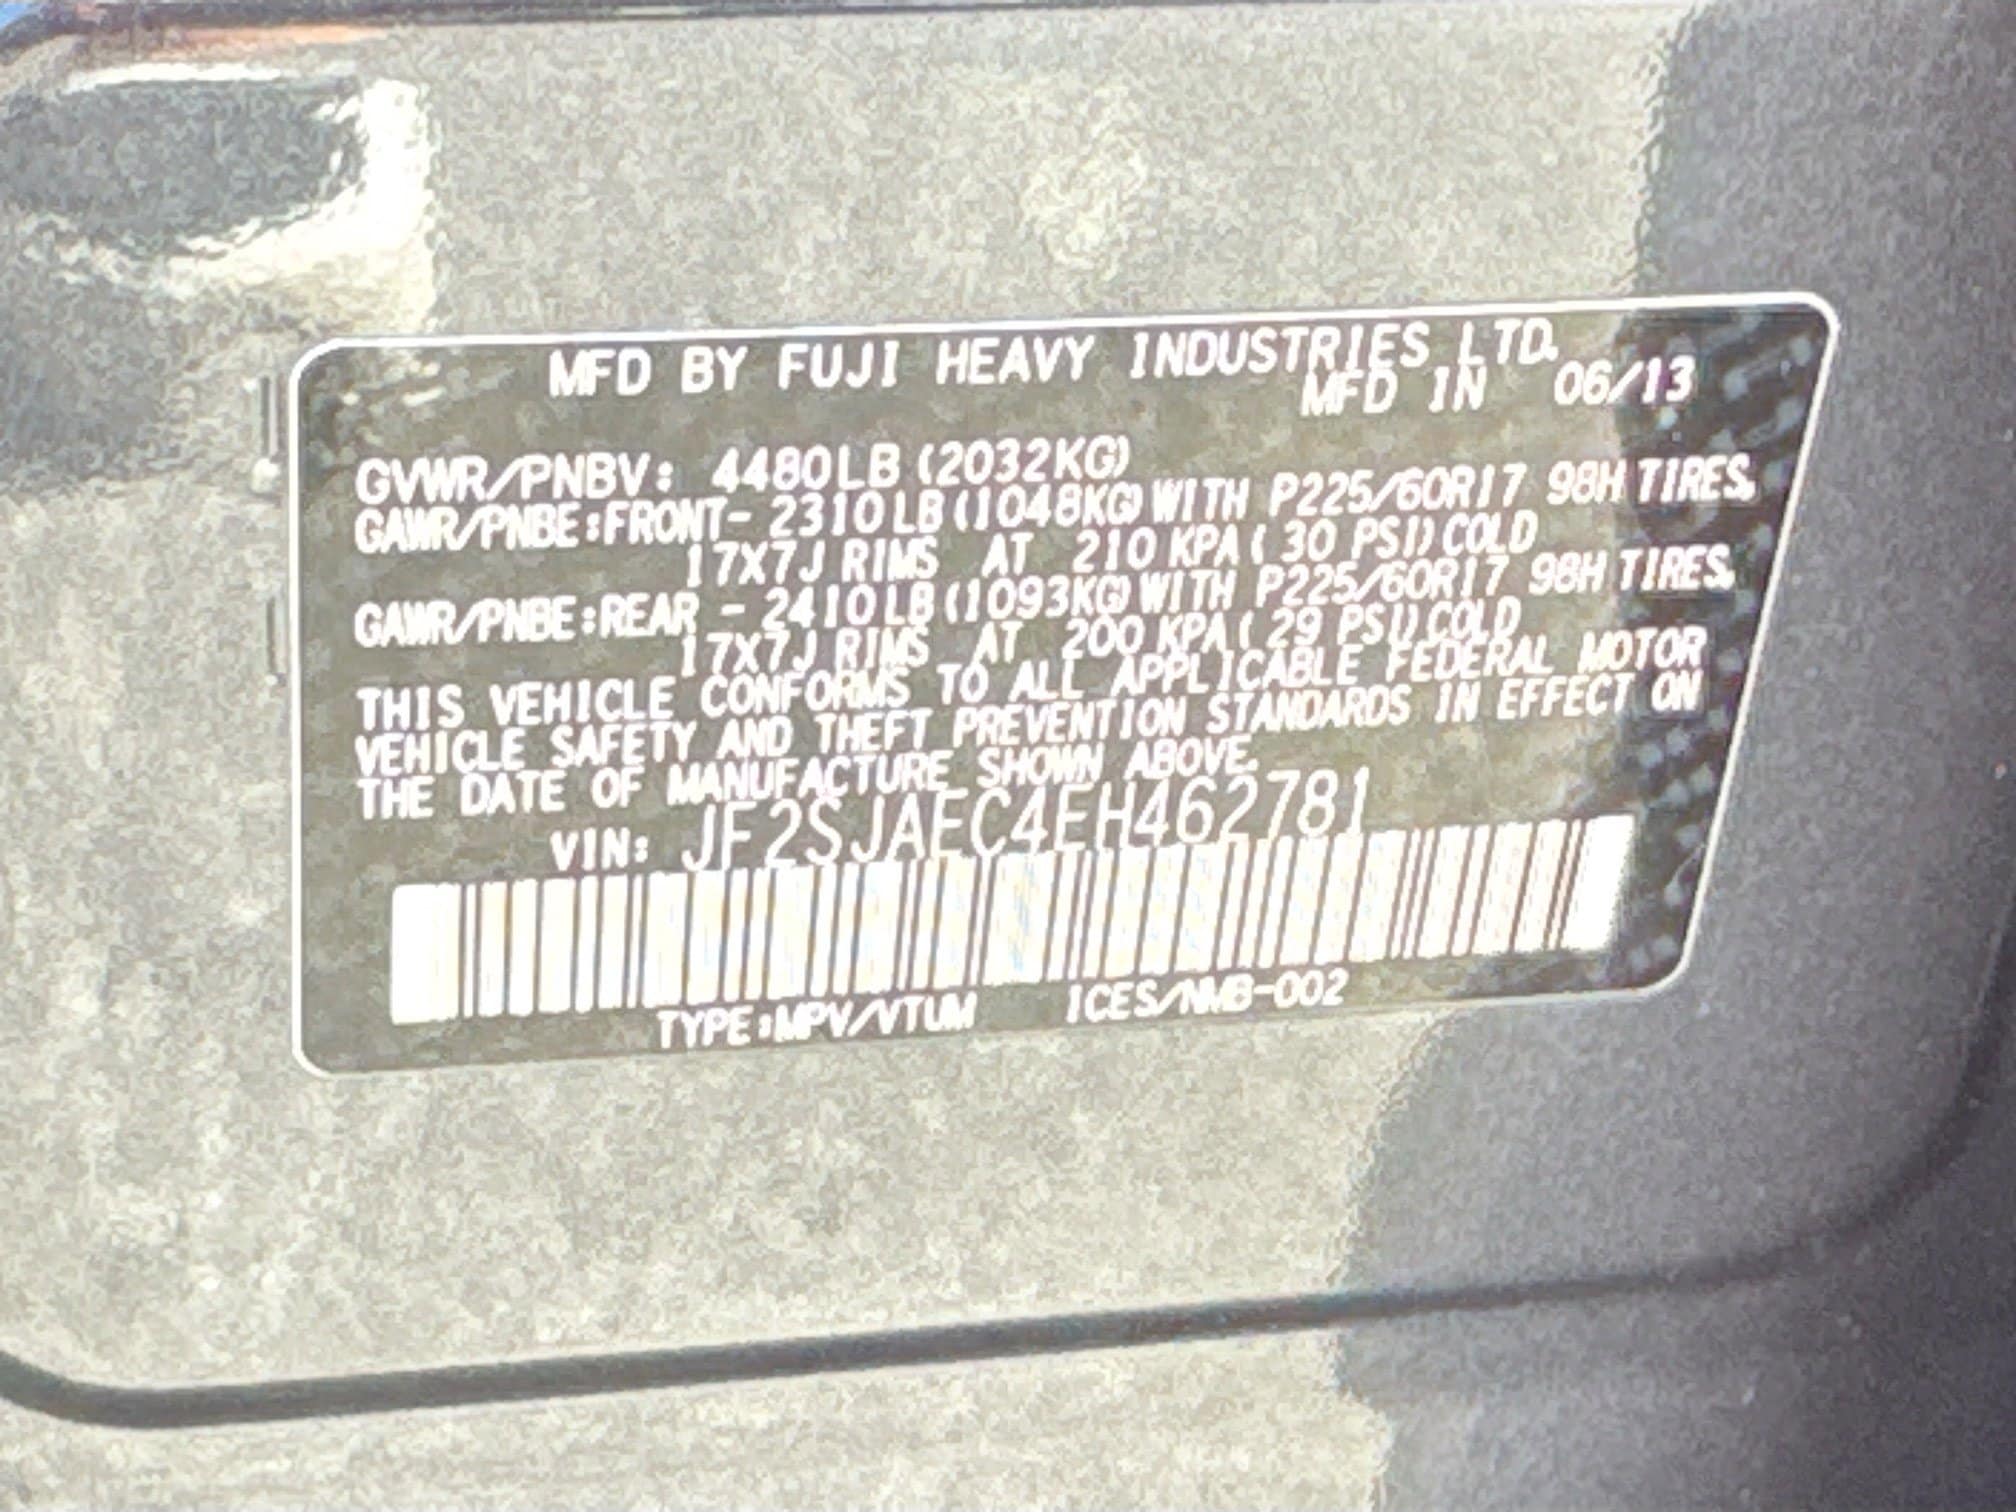 MFD BY FUJI HEAVY INDUSTRIES LTD.
MFD IN 06/13
GVWR/PNBV: 4480LB (2032KG)
GAWR/PNBE:FRONT- 2310LB(1048KG)WITH P225/60R17 98H TIRES,
17X7J RIMS AT 210 KPA( 30 PSI)COLD
GAWR/PNBE:REAR - 2410LB(1093KG)WITH P225/60R17 98H TIRES,
17X7J RIMS AT 200 KPA( 29 PSI)COLD
THIS VEHICLE CONFORMS TO ALL APPLICABLE FEDERAL MOTOR
VEHICLE SAFETY AND THEFT PREVENTION STANDARDS IN EFFECT ON
THE DATE OF MANUFACTURE SHOWN ABOVE.
VIN: JF2SJAEC4EH462781
TYPE:MPV/VTUM ICES/NMB-002